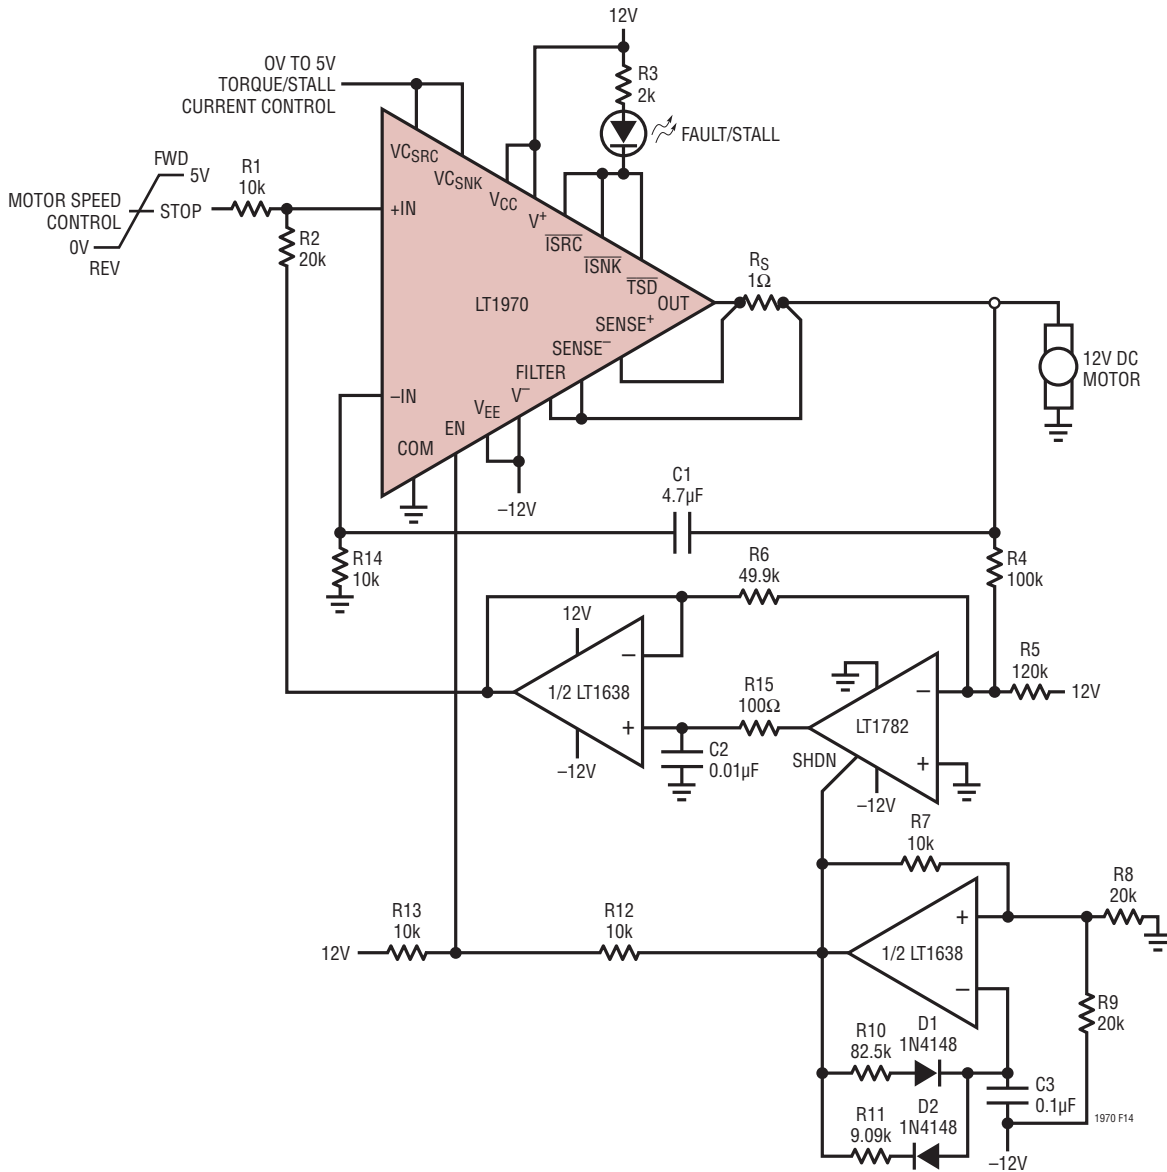 12V
R3
2k
0V TO 5V
TORQUE/STALL
CURRENT CONTROL
FAULT/STALL
VCSRC
VCSNK
VCC
V+
ISRC
ISNK
TSD
OUT
FWD
5V
MOTOR SPEED
CONTROL
STOP
0V
REV
R1
10k
R2
20k
+IN
LT1970
RS
1Ω
SENSE+
SENSE–
FILTER
V–
VEE
EN
–IN
COM
–12V
12V DC
MOTOR
C1
4.7µF
R14
10k
R4
100k
R6
49.9k
12V
–
1/2 LT1638
+
–12V
R15
100Ω
C2
0.01µF
R5
120k
12V
–
LT1782
+
SHDN
–12V
R7
10k
R8
20k
R13
10k
12V
R12
10k
+
1/2 LT1638
–
R9
20k
R10
82.5k
D1
1N4148
R11
9.09k
D2
1N4148
C3
0.1µF
–12V
1970 F14